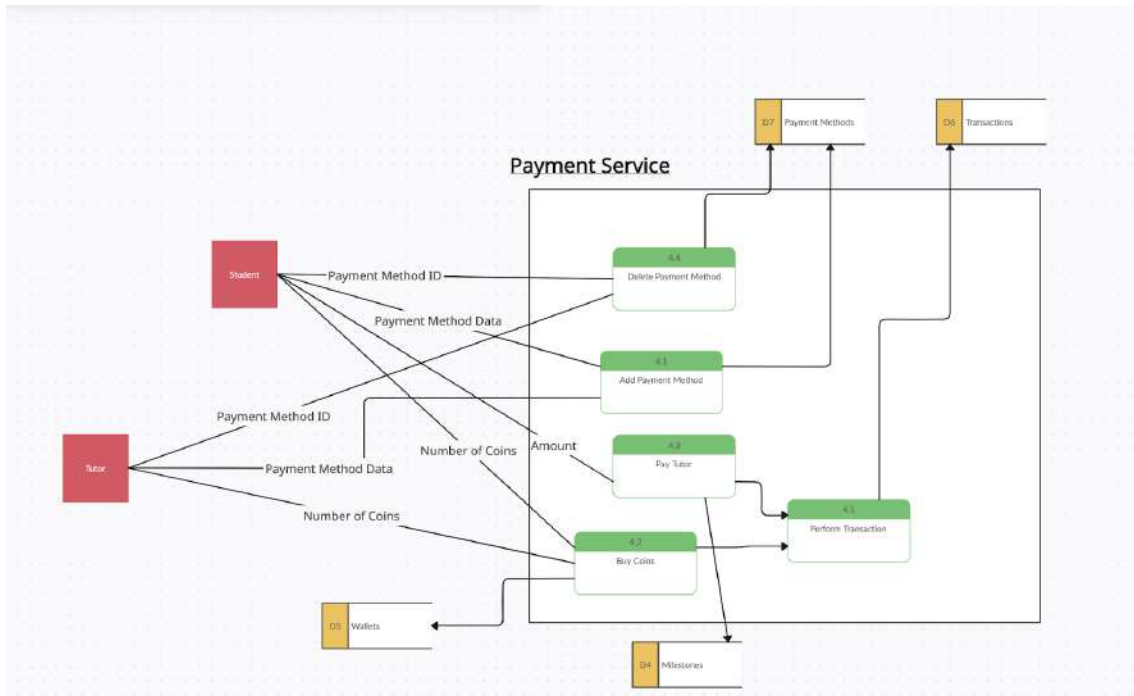 D7 Payment Methods
D6 Transactions
Payment Service
Student
Payment Method ID
4.4
Delete Payment Method
Payment Method Data
4.1
Add Payment Method
Payment Method ID
Tutor
Payment Method Data
Number of Coins
Amount
4.3
Pay Tutor
Number of Coins
4.5
Perform Transaction
4.2
Buy Coins
D5 Wallets
D4 Milestones